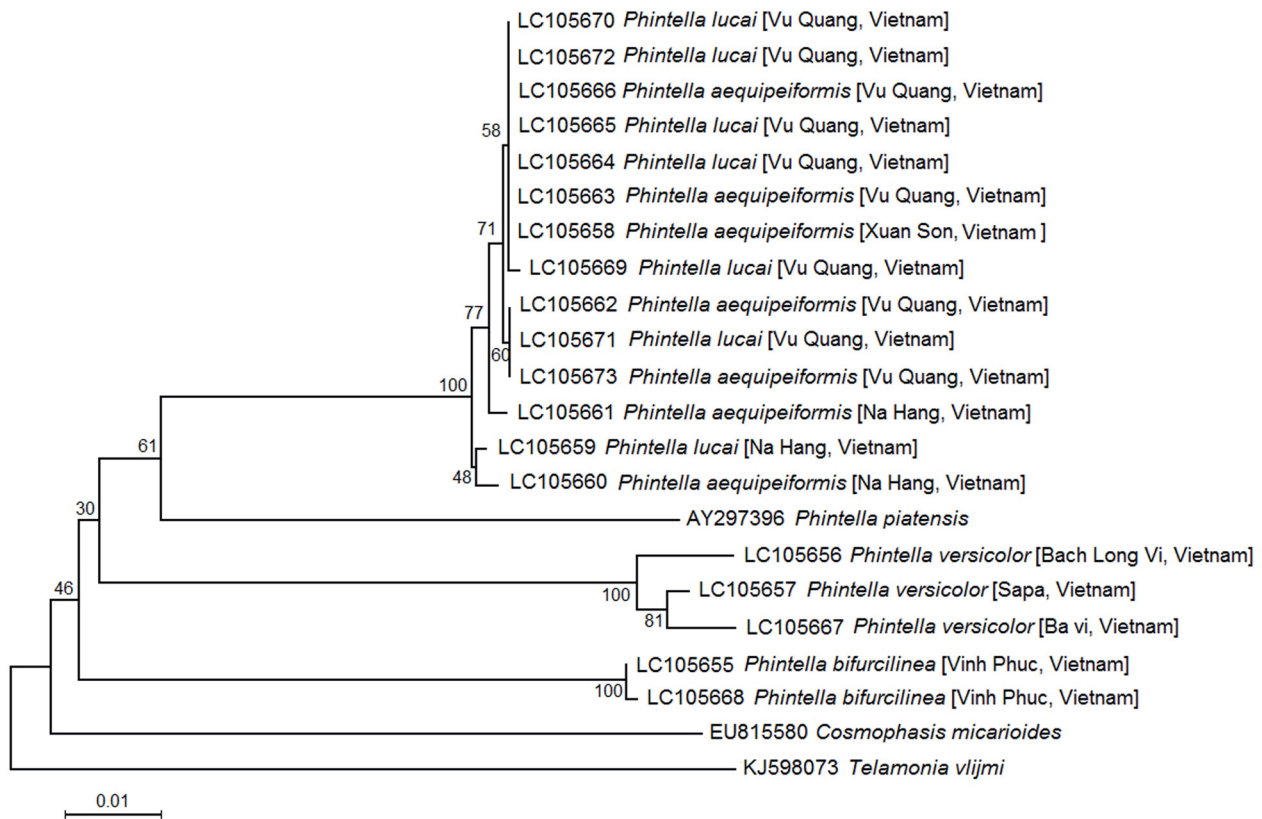 LC105670 Phintella lucai [Vu Quang, Vietnam]
LC105672 Phintella lucai [Vu Quang, Vietnam]
LC105666 Phintella aequipeiformis [Vu Quang, Vietnam]
58 LC105665 Phintella lucai [Vu Quang, Vietnam]
LC105664 Phintella lucai [Vu Quang, Vietnam]
LC105663 Phintella aequipeiformis [Vu Quang, Vietnam]
71 LC105658 Phintella aequipeiformis [Xuan Son, Vietnam ]
LC105669 Phintella lucai [Vu Quang, Vietnam]
77 LC105662 Phintella aequipeiformis [Vu Quang, Vietnam]
LC105671 Phintella lucai [Vu Quang, Vietnam]
60
100 LC105673 Phintella aequipeiformis [Vu Quang, Vietnam]
LC105661 Phintella aequipeiformis [Na Hang, Vietnam]
61 LC105659 Phintella lucai [Na Hang, Vietnam]
48 LC105660 Phintella aequipeiformis [Na Hang, Vietnam]
30 AY297396 Phintella piatensis
LC105656 Phintella versicolor [Bach Long Vi, Vietnam]
46 100 LC105657 Phintella versicolor [Sapa, Vietnam]
81 LC105667 Phintella versicolor [Ba vi, Vietnam]
LC105655 Phintella bifurcilinea [Vinh Phuc, Vietnam]
100 LC105668 Phintella bifurcilinea [Vinh Phuc, Vietnam]
EU815580 Cosmophasis micarioides
KJ598073 Telamonia vlijmi
0.01